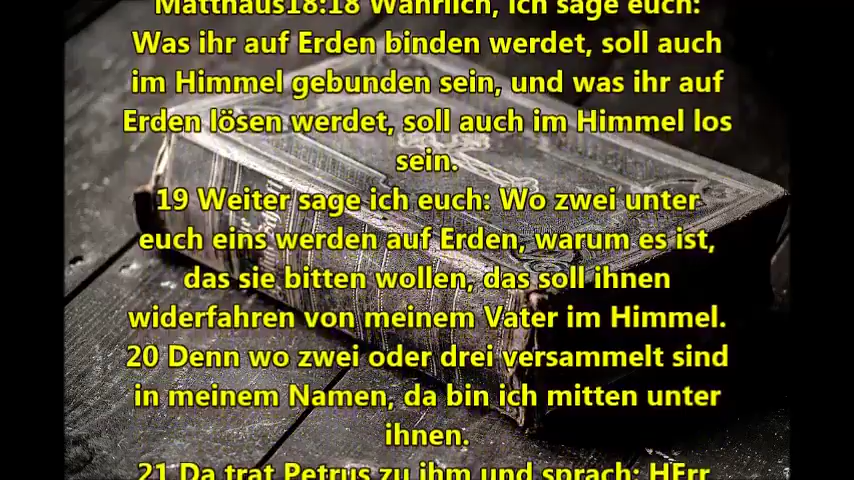 Matthäus18:18 Wahrlich, ich sage euch:
Was ihr auf Erden binden werdet, soll auch
im Himmel gebunden sein, und was ihr auf
Erden lösen werdet, soll auch im Himmel los
sein.
19 Weiter sage ich euch: Wo zwei unter
euch eins werden auf Erden, warum es ist,
das sie bitten wollen, das soll ihnen
widerfahren von meinem Vater im Himmel.
20 Denn wo zwei oder drei versammelt sind
in meinem Namen, da bin ich mitten unter
ihnen.
21 Da trat Petrus zu ihm und sprach: HErr,